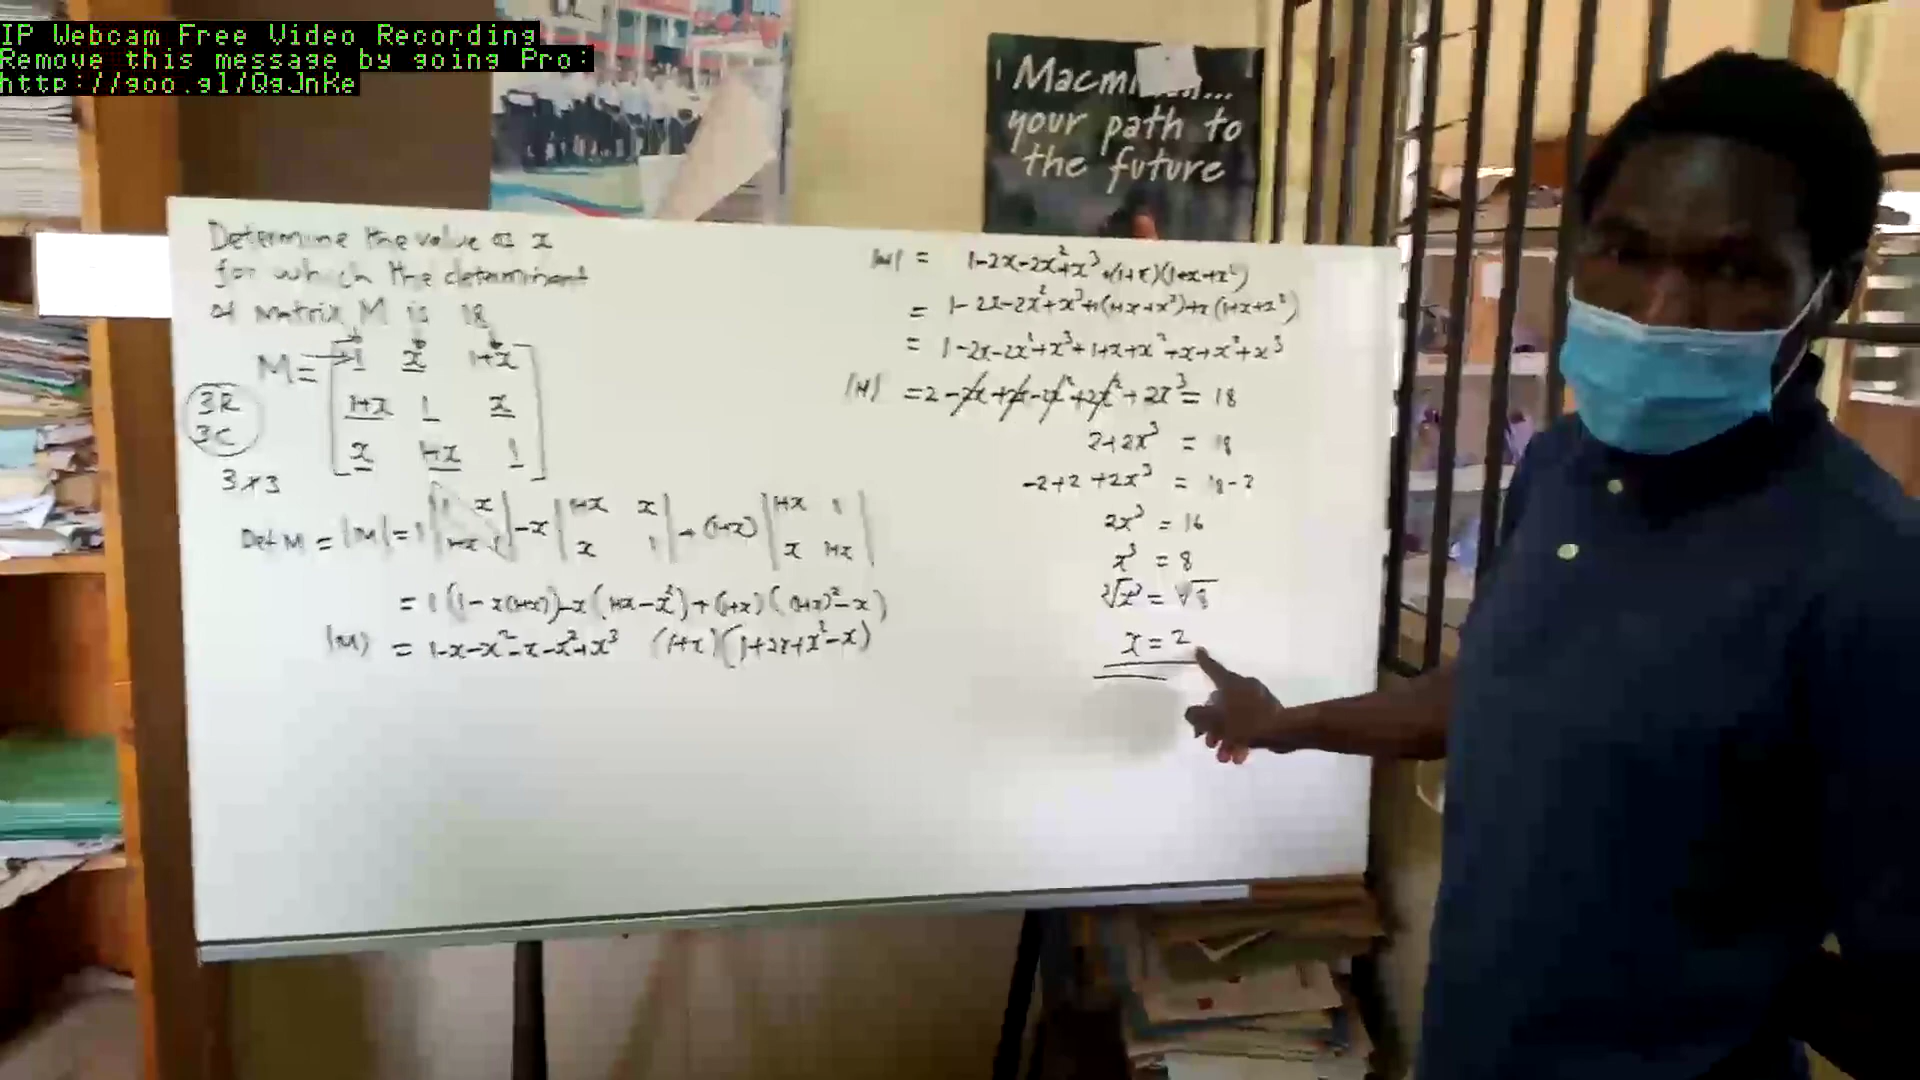 IP Webcam Free Video Recording
Remove this message by going Pro:
http://goo.gl/QgJnKe
Macmi...
your path to
the future
Determine the value of x
for which the determinant
of matrix M is 18
M = [ 1 x 1+x
1+x 1 x
x 1+x 1 ]
3R
3C
3×3
Det M = |M| = 1 | 1 x | - x | 1+x x | + (1+x) | 1+x 1 |
| 1+x 1 | | x 1 | | x 1+x |
= 1(1-x(1+x))-x(1+x-x²)+(1+x)((1+x)²-x)
|M| = 1-x-x²-x-x²+x³ (1+x)(1+2x+x²-x)
|M| = 1-2x-2x²+x³+(1+x)(1+x+x²)
= 1-2x-2x²+x³+1(1+x+x²)+x(1+x+x²)
= 1-2x-2x²+x³+1+x+x²+x+x²+x³
|M| = 2-2x+2x-2x²+2x²+2x³ = 18
2+2x³ = 18
-2+2+2x³ = 18-2
2x³ = 16
x³ = 8
∛x³ = ∛8
x = 2